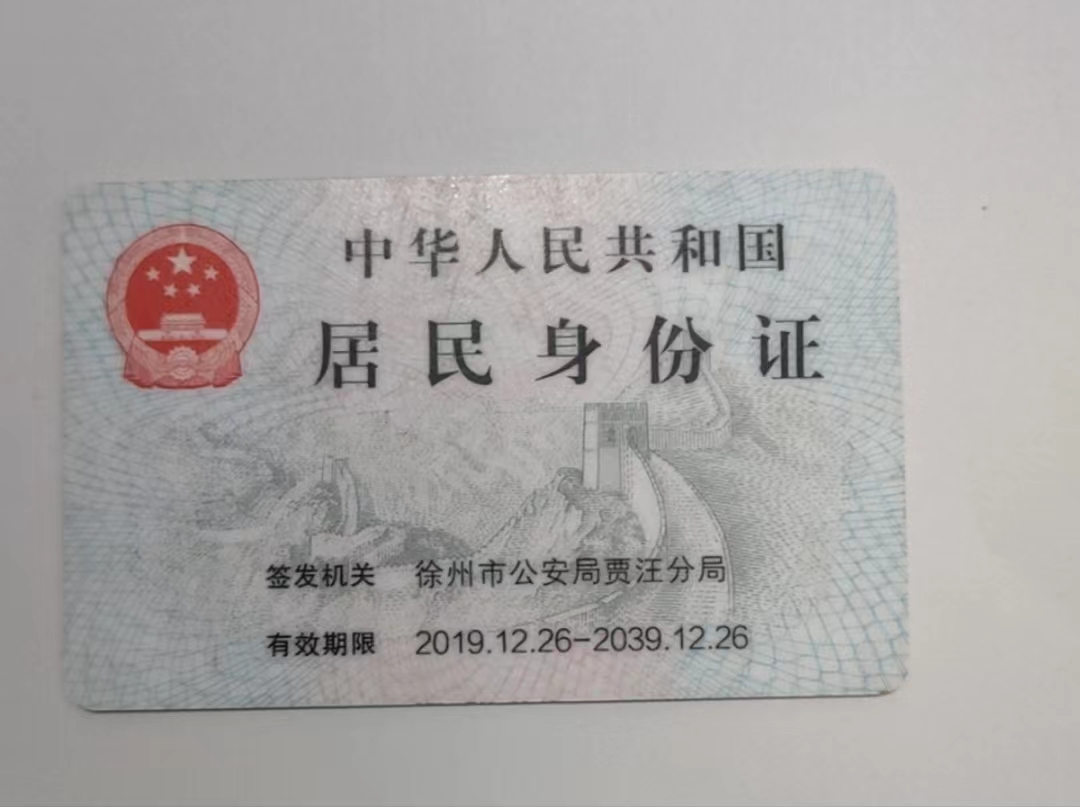 中华人民共和国
居民身份证
签发机关 徐州市公安局贾汪分局
有效期限 2019.12.26-2039.12.26